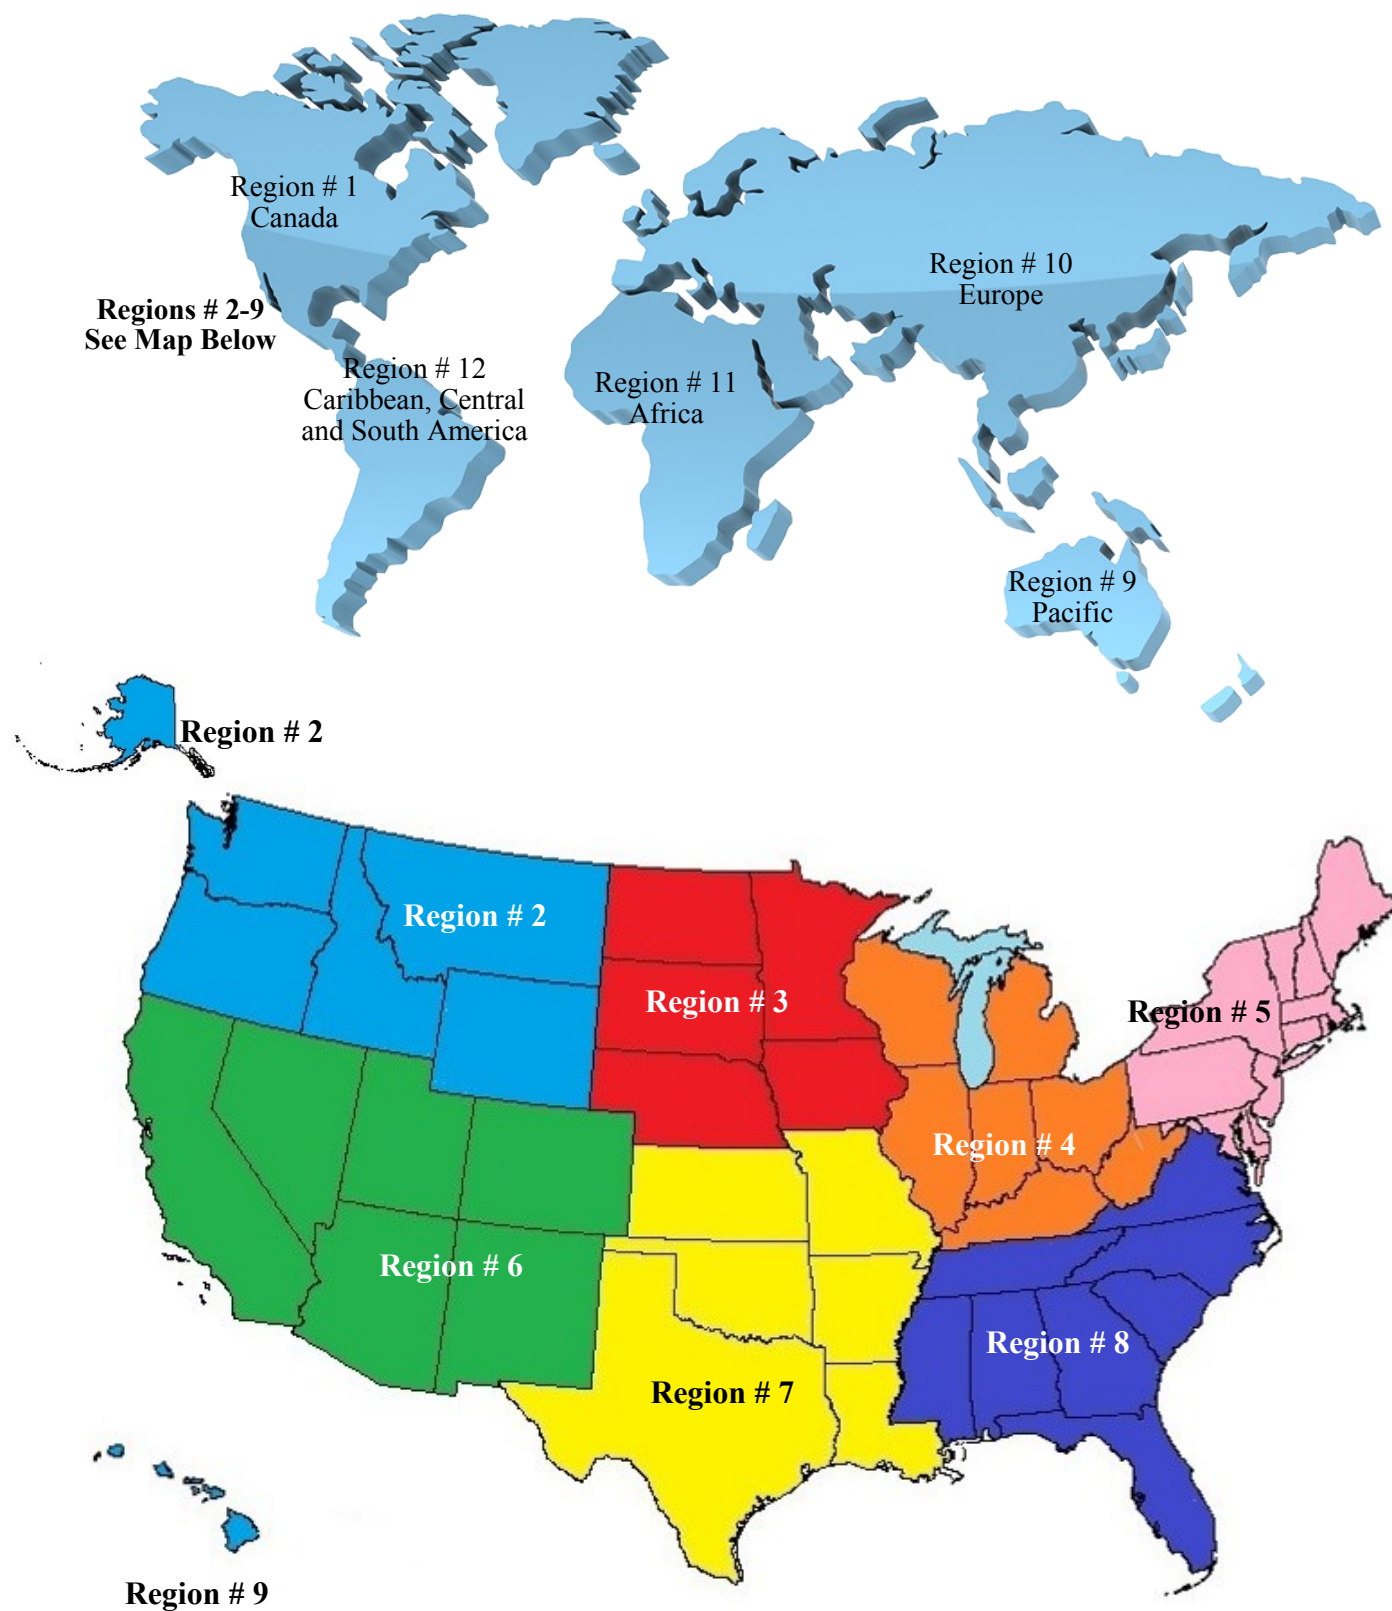 Region # 1
Canada
Region # 10
Europe
Regions # 2-9
See Map Below
Region # 12
Caribbean, Central
and South America
Region # 11
Africa
Region # 9
Pacific
Region # 2
Region # 2
Region # 3
Region # 5
Region # 4
Region # 6
Region # 8
Region # 7
Region # 9